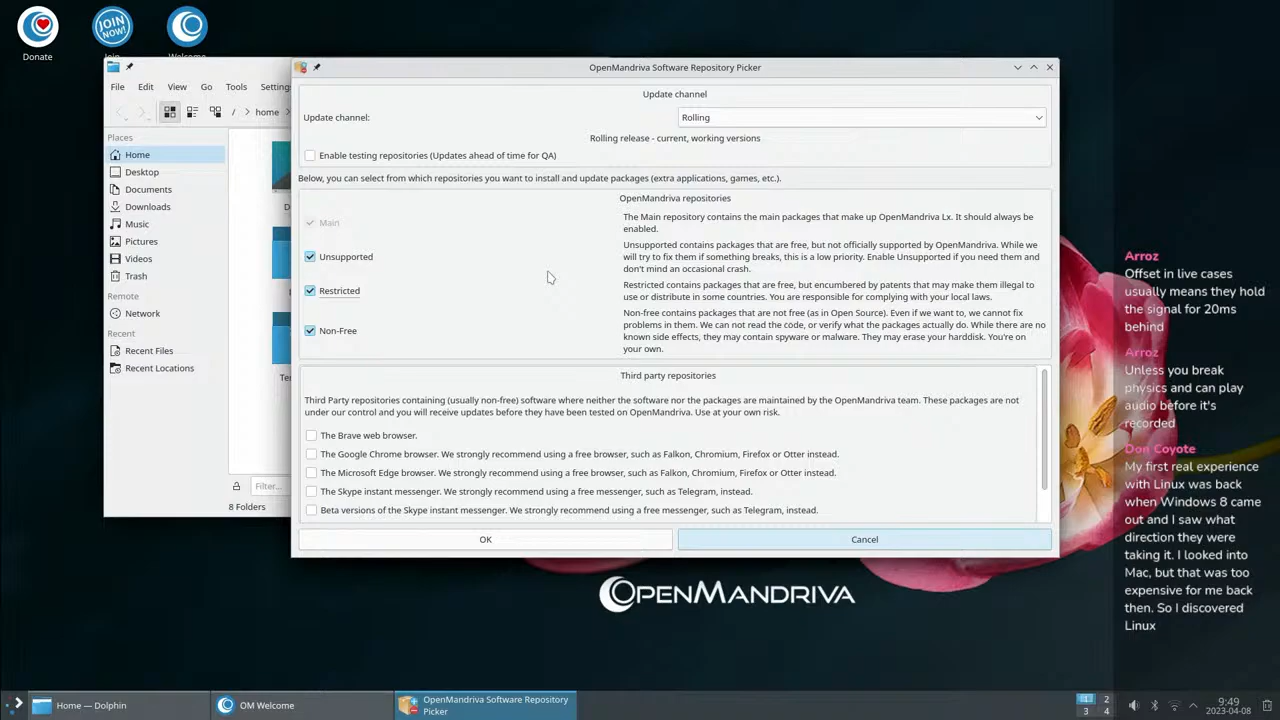 Donate
JOIN NOW!
Join
Welcome
OpenMandriva Software Repository Picker
File Edit View Go Tools Settings
/ home
Places
Home
Desktop
Documents
Downloads
Music
Pictures
Videos
Trash
Remote
Network
Recent
Recent Files
Recent Locations
Filter...
8 Folders
Update channel
Update channel: Rolling
Rolling release - current, working versions
Enable testing repositories (Updates ahead of time for QA)
Below, you can select from which repositories you want to install and update packages (extra applications, games, etc.).
OpenMandriva repositories
Main
The Main repository contains the main packages that make up OpenMandriva Lx. It should always be
enabled.
Unsupported
Unsupported contains packages that are free, but not officially supported by OpenMandriva. While we
will try to fix them if something breaks, this is a low priority. Enable Unsupported if you need them and
don't mind an occasional crash.
Restricted
Restricted contains packages that are free, but encumbered by patents that may make them illegal to
use or distribute in some countries. You are responsible for complying with your local laws.
Non-Free
Non-free contains packages that are not free (as in Open Source). Even if we want to, we cannot fix
problems in them. We can not read the code, or verify what the packages actually do. While there are no
known side effects, they may contain spyware or malware. They may erase your harddisk. You're on
your own.
Third party repositories
Third Party repositories containing (usually non-free) software where neither the software nor the packages are maintained by the OpenMandriva team. These packages are not
under our control and you will receive updates before they have been tested on OpenMandriva. Use at your own risk.
The Brave web browser.
The Google Chrome browser. We strongly recommend using a free browser, such as Falkon, Chromium, Firefox or Otter instead.
The Microsoft Edge browser. We strongly recommend using a free browser, such as Falkon, Chromium, Firefox or Otter instead.
The Skype instant messenger. We strongly recommend using a free messenger, such as Telegram, instead.
Beta versions of the Skype instant messenger. We strongly recommend using a free messenger, such as Telegram, instead.
OK
Cancel
OPENMANDRIVA
Arroz
Offset in live cases
usually means they hold
the signal for 20ms
behind
Arroz
Unless you break
physics and can play
audio before it's
recorded
Don Coyote
My first real experience
with Linux was back
when Windows 8 came
out and I saw what
direction they were
taking it. I looked into
Mac, but that was too
expensive for me back
then. So I discovered
Linux
Home — Dolphin
OM Welcome
OpenMandriva Software Repository
Picker
1 2
3 4
9:49
2023-04-08